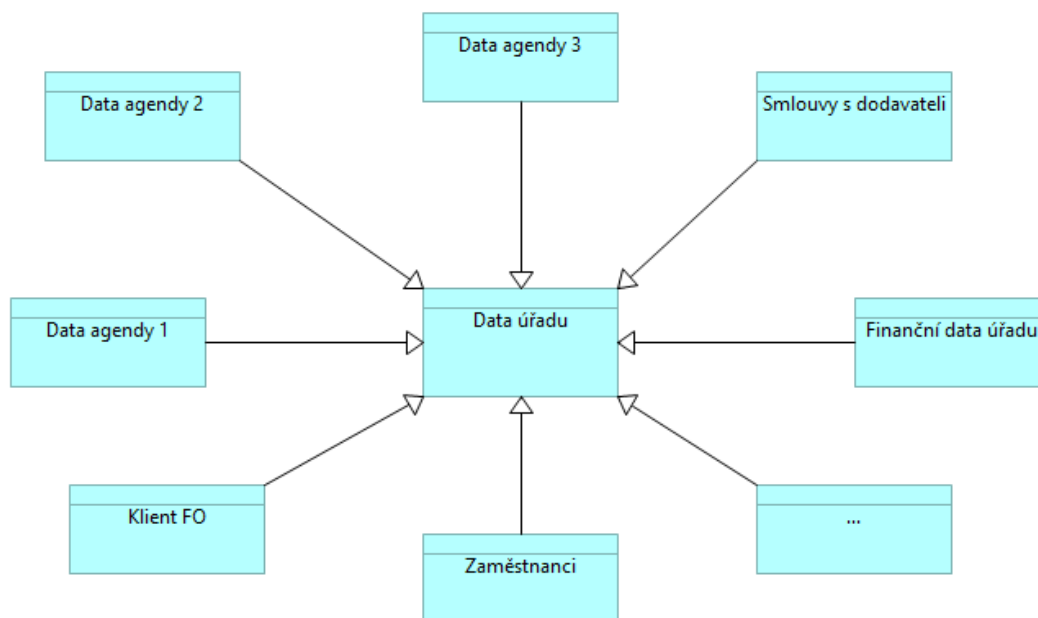 Data agendy 3
Data agendy 2
Smlouvy s dodavateli
Data agendy 1
Data úřadu
Finanční data úřadu
Klient FO
Zaměstnanci
...